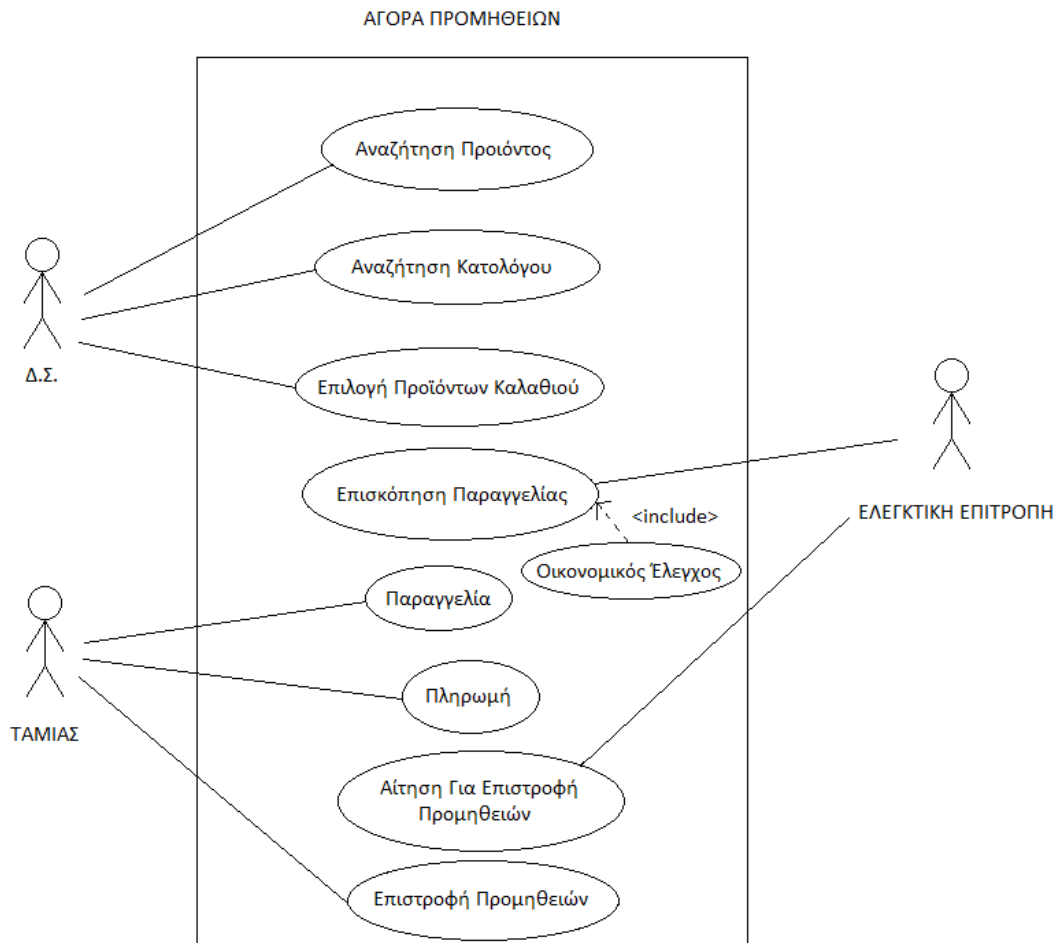 ΑΓΟΡΑ ΠΡΟΜΗΘΕΙΩΝ
Αναζήτηση Προιόντος
Αναζήτηση Κατολόγου
Δ.Σ.
Επιλογή Προϊόντων Καλαθιού
Επισκόπηση Παραγγελίας
<include>
ΕΛΕΓΚΤΙΚΗ ΕΠΙΤΡΟΠΗ
Οικονομικός Έλεγχος
Παραγγελία
Πληρωμή
ΤΑΜΙΑΣ
Αίτηση Για Επιστροφή
Προμηθειών
Επιστροφή Προμηθειών